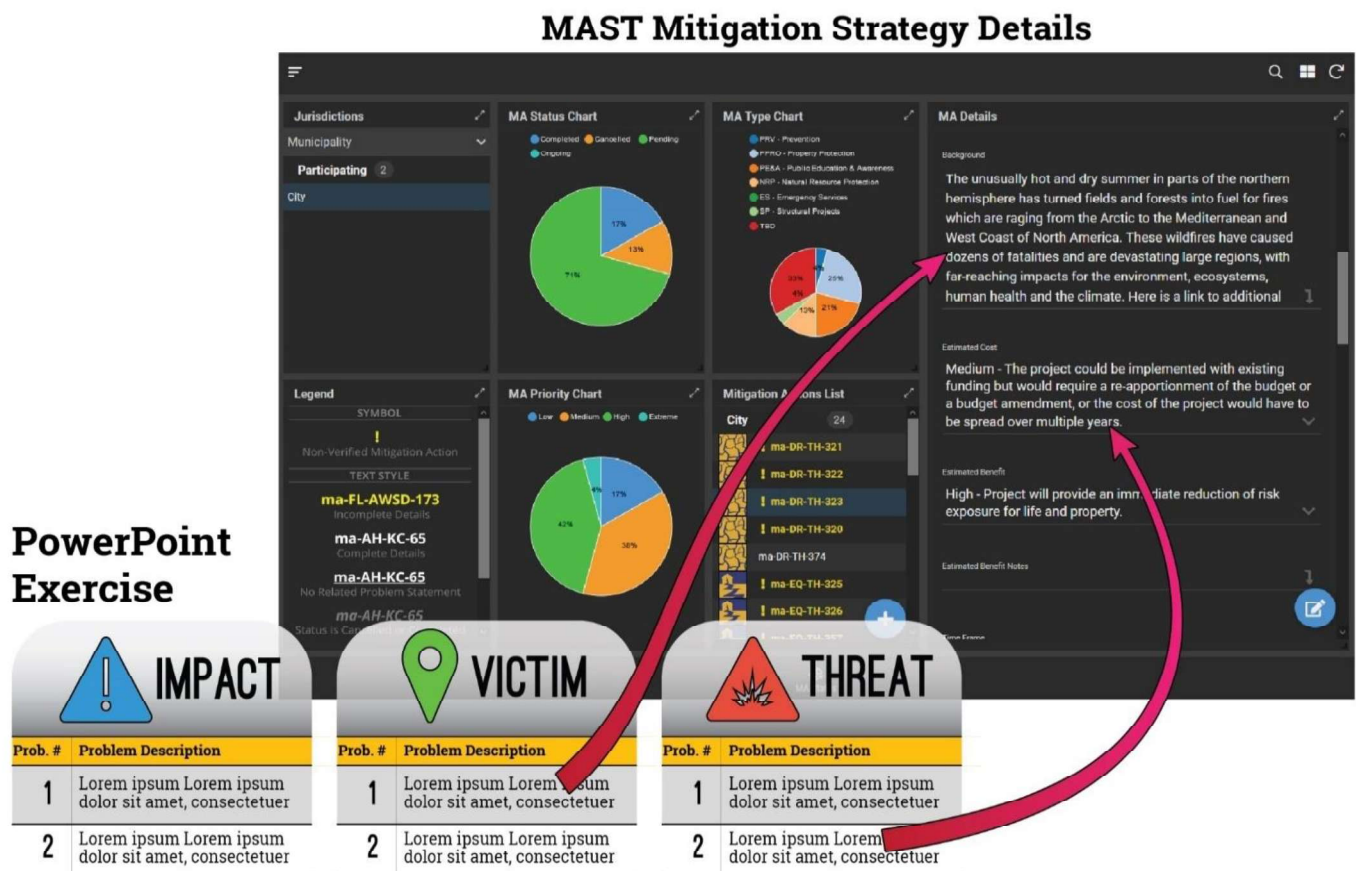 MAST Mitigation Strategy Details
Jurisdictions
Municipality
Participating 2
City
MA Status Chart
Completed Cancelled Pending
Ongoing
17%
13%
71%
MA Type Chart
PRV - Prevention
PPRO - Property Protection
PE&A - Public Education & Awareness
NRP - Natural Resource Protection
ES - Emergency Services
SP - Structural Projects
TBD
33%
4%
25%
4%
13%
21%
MA Details
Background
The unusually hot and dry summer in parts of the northern
hemisphere has turned fields and forests into fuel for fires
which are raging from the Arctic to the Mediterranean and
West Coast of North America. These wildfires have caused
dozens of fatalities and are devastating large regions, with
far-reaching impacts for the environment, ecosystems,
human health and the climate. Here is a link to additional
Estimated Cost
Medium - The project could be implemented with existing
funding but would require a re-apportionment of the budget or
a budget amendment, or the cost of the project would have to
be spread over multiple years.
Estimated Benefit
High - Project will provide an immediate reduction of risk
exposure for life and property.
Estimated Benefit Notes
Time Frame
Legend
SYMBOL
!
Non-Verified Mitigation Action
TEXT STYLE
ma-FL-AWSD-173
Incomplete Details
ma-AH-KC-65
Complete Details
ma-AH-KC-65
No Related Problem Statement
ma-AH-KC-65
Status is
MA Priority Chart
Low Medium High Extreme
4%
17%
42%
38%
Mitigation Actions List
City 24
! ma-DR-TH-321
! ma-DR-TH-322
! ma-DR-TH-323
! ma-DR-TH-320
ma-DR-TH-374
! ma-EQ-TH-325
! ma-EQ-TH-326
PowerPoint
Exercise
IMPACT
Prob. # Problem Description
1 Lorem ipsum Lorem ipsum
dolor sit amet, consectetuer
2 Lorem ipsum Lorem ipsum
dolor sit amet, consectetuer
VICTIM
Prob. # Problem Description
1 Lorem ipsum Lorem ipsum
dolor sit amet, consectetuer
2 Lorem ipsum Lorem ipsum
dolor sit amet, consectetuer
THREAT
Prob. # Problem Description
1 Lorem ipsum Lorem ipsum
dolor sit amet, consectetuer
2 Lorem ipsum Lorem
dolor sit amet, consectetuer